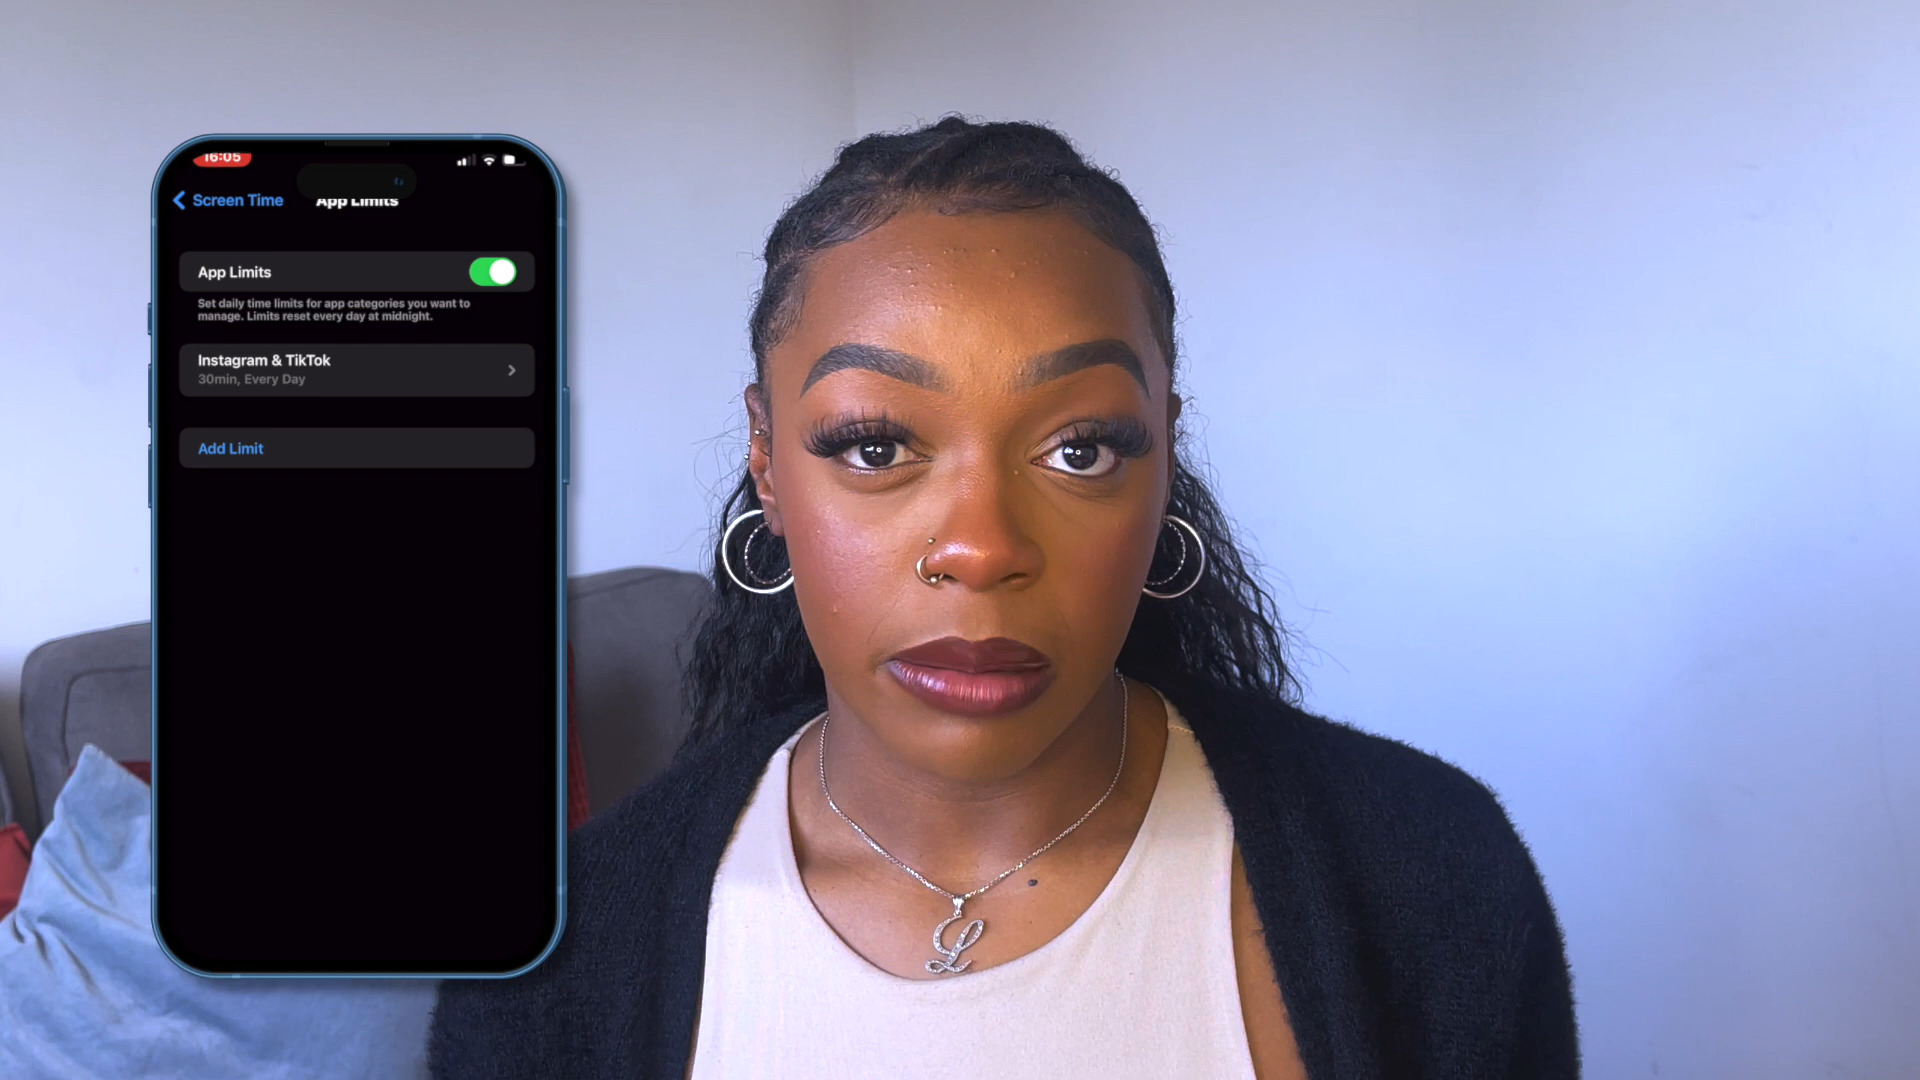 16:05
Screen Time
App Limits
App Limits
Set daily time limits for app categories you want to
manage. Limits reset every day at midnight.
Instagram & TikTok
30min, Every Day
Add Limit
L